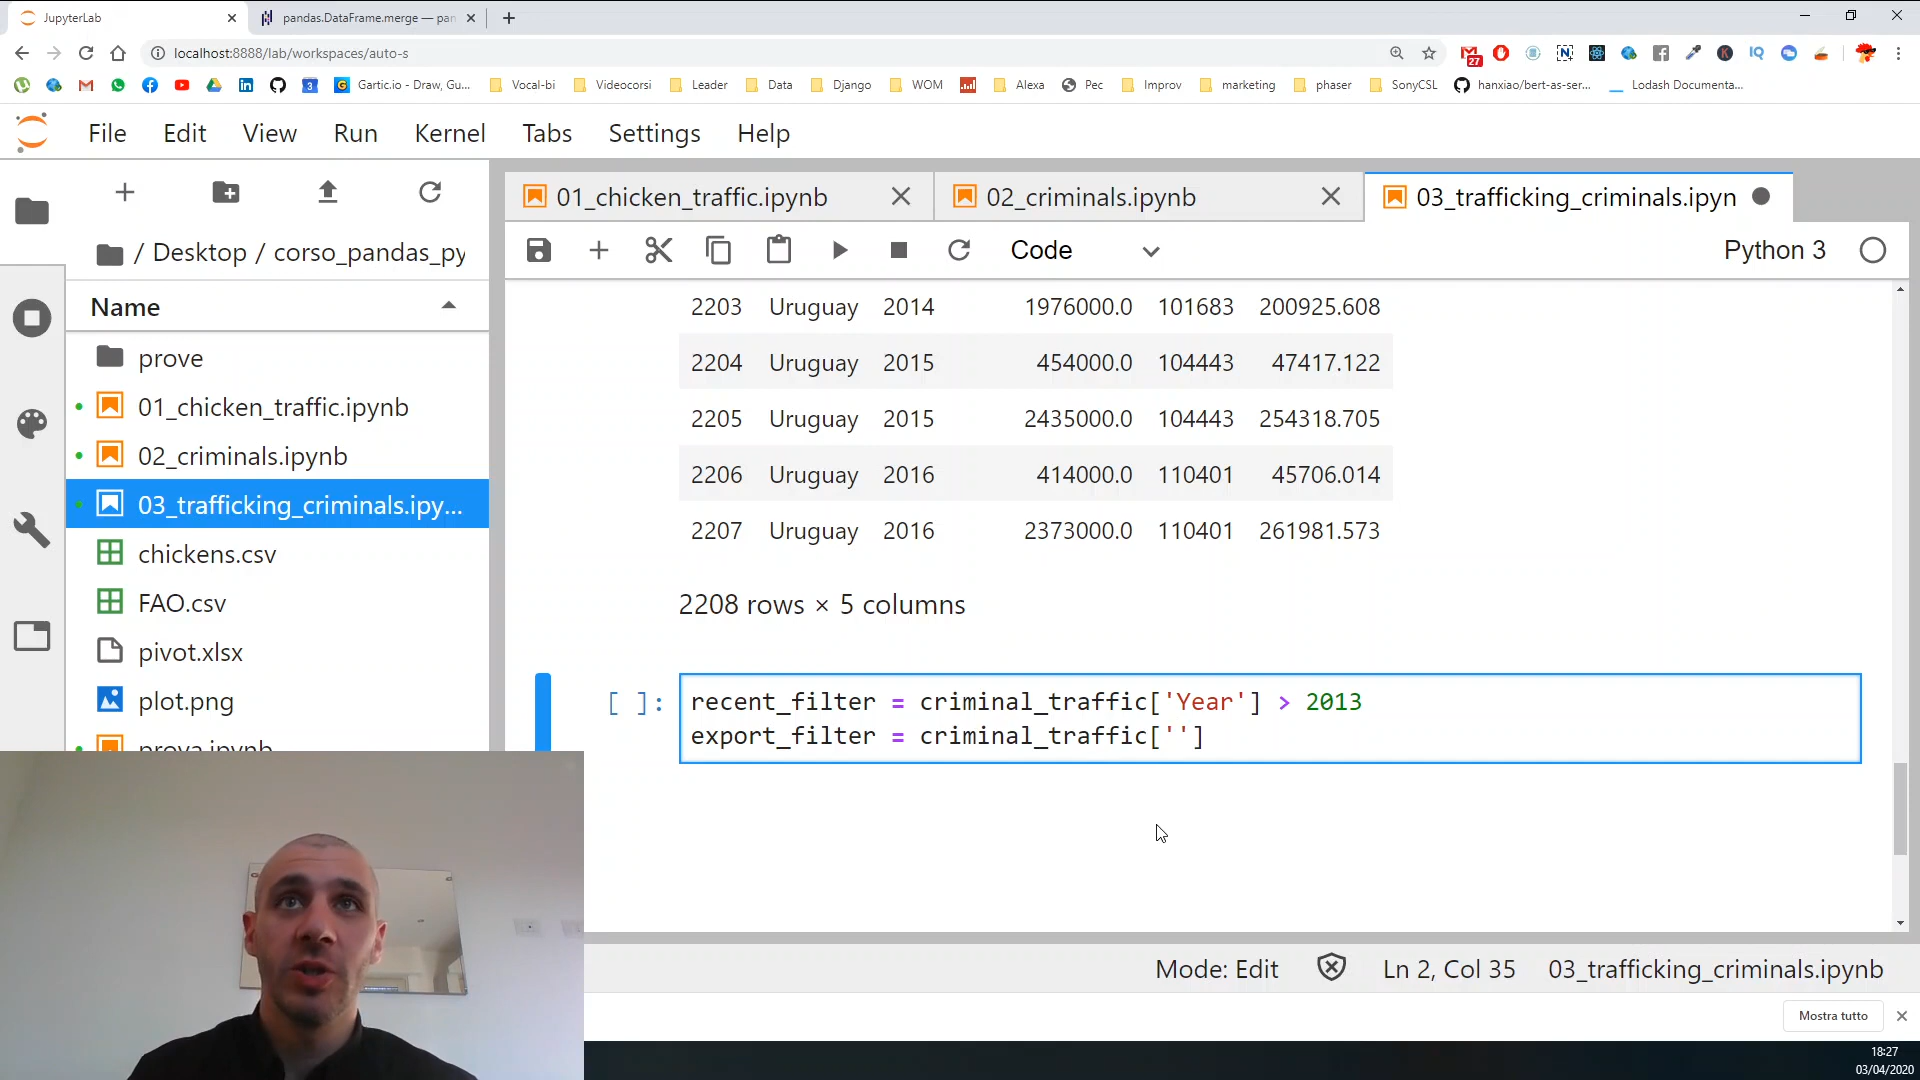 JupyterLab
pandas.DataFrame.merge — pan
localhost:8888/lab/workspaces/auto-s
27
3
Gartic.io - Draw, Gu...
Vocal-bi
Videocorsi
Leader
Data
Django
WOM
Alexa
Pec
Improv
marketing
phaser
SonyCSL
hanxiao/bert-as-ser...
Lodash Documenta...
File Edit View Run Kernel Tabs Settings Help
01_chicken_traffic.ipynb
02_criminals.ipynb
03_trafficking_criminals.ipyn
/ Desktop / corso_pandas_py
Code
Python 3
Name
prove
01_chicken_traffic.ipynb
02_criminals.ipynb
03_trafficking_criminals.ipy...
chickens.csv
FAO.csv
pivot.xlsx
plot.png
prova.ipynb
2203 Uruguay 2014 1976000.0 101683 200925.608
2204 Uruguay 2015 454000.0 104443 47417.122
2205 Uruguay 2015 2435000.0 104443 254318.705
2206 Uruguay 2016 414000.0 110401 45706.014
2207 Uruguay 2016 2373000.0 110401 261981.573
2208 rows × 5 columns
[ ]: recent_filter = criminal_traffic['Year'] > 2013
export_filter = criminal_traffic['']
Mode: Edit
Ln 2, Col 35
03_trafficking_criminals.ipynb
Mostra tutto
18:27
03/04/2020